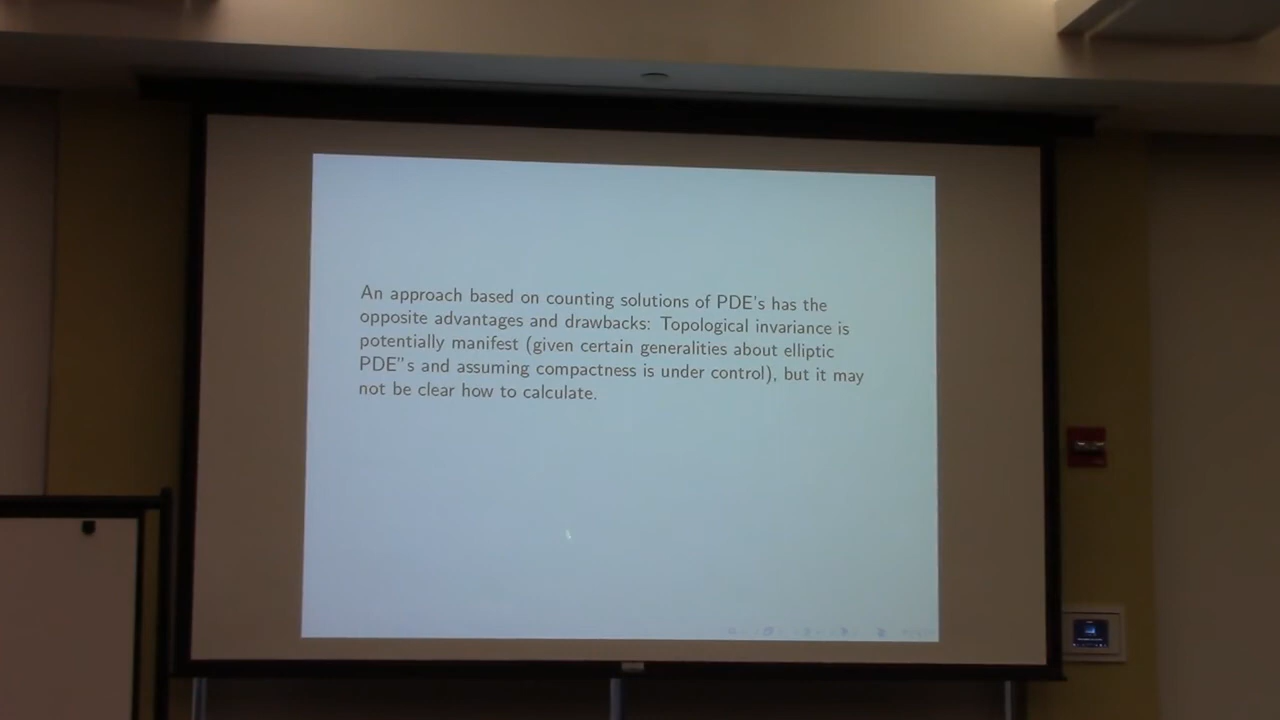 An approach based on counting solutions of PDE's has the
opposite advantages and drawbacks: Topological invariance is
potentially manifest (given certain generalities about elliptic
PDE"s and assuming compactness is under control), but it may
not be clear how to calculate.